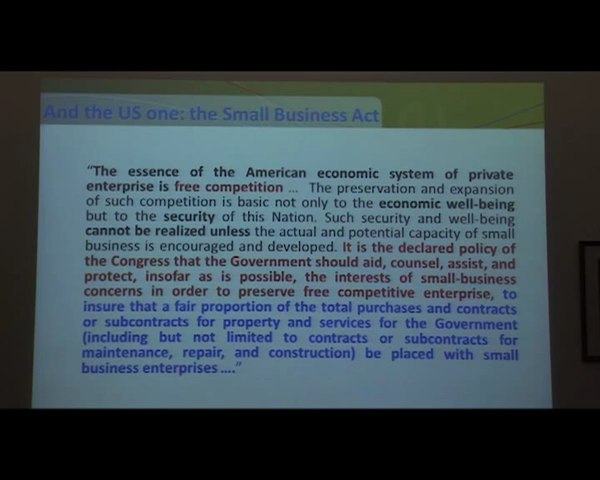 And the US one: the Small Business Act
“The essence of the American economic system of private
enterprise is free competition ... The preservation and expansion
of such competition is basic not only to the economic well-being
but to the security of this Nation. Such security and well-being
cannot be realized unless the actual and potential capacity of small
business is encouraged and developed. It is the declared policy of
the Congress that the Government should aid, counsel, assist, and
protect, insofar as is possible, the interests of small-business
concerns in order to preserve free competitive enterprise, to
insure that a fair proportion of the total purchases and contracts
or subcontracts for property and services for the Government
(including but not limited to contracts or subcontracts for
maintenance, repair, and construction) be placed with small
business enterprises ....”